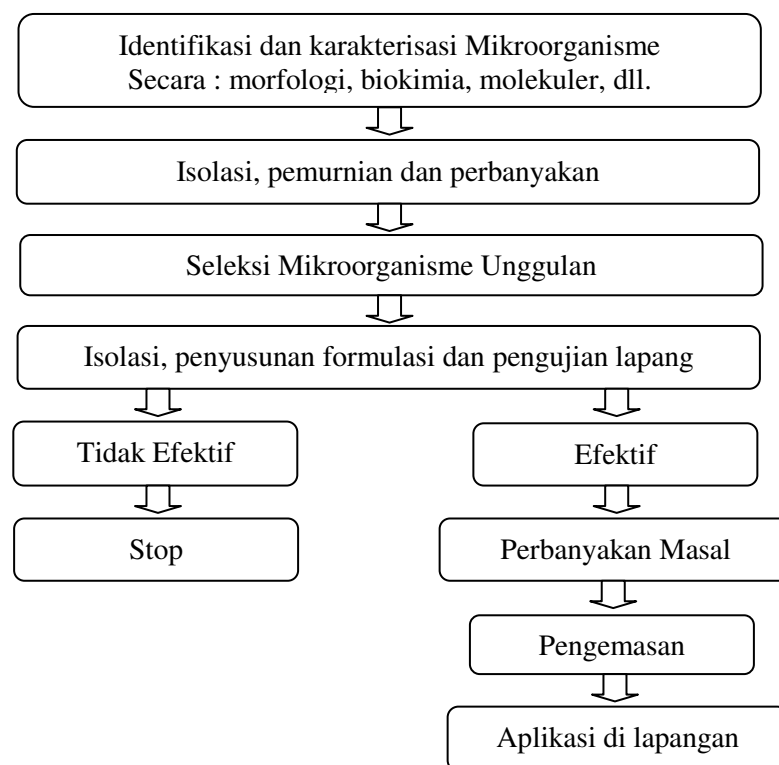 Identifikasi dan karakterisasi Mikroorganisme
Secara : morfologi, biokimia, molekuler, dll.
Isolasi, pemurnian dan perbanyakan
Seleksi Mikroorganisme Unggulan
Isolasi, penyusunan formulasi dan pengujian lapang
Tidak Efektif
Efektif
Stop
Perbanyakan Masal
Pengemasan
Aplikasi di lapangan